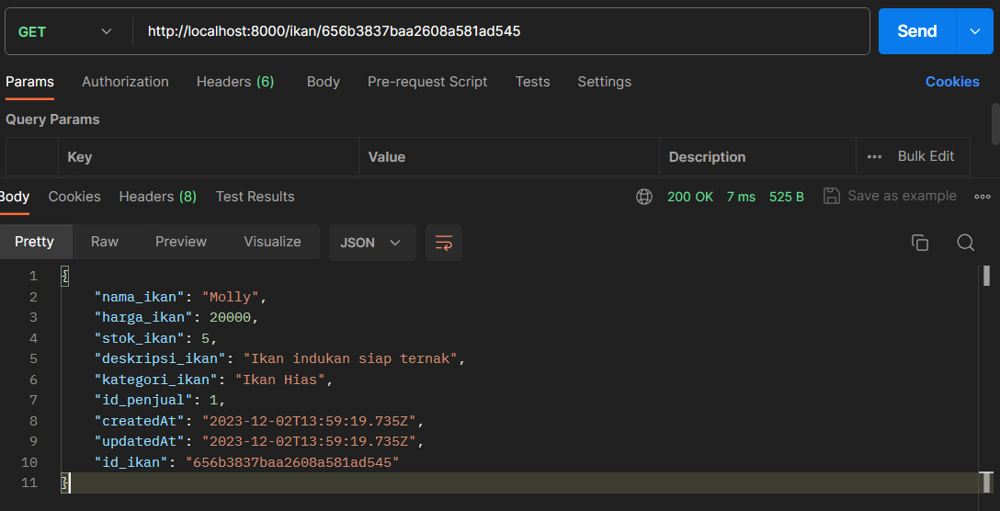 GET http://localhost:8000/ikan/656b3837baa2608a581ad545 Send
Params Authorization Headers (6) Body Pre-request Script Tests Settings Cookies
Query Params
Key Value Description Bulk Edit
Body Cookies Headers (8) Test Results 200 OK 7 ms 525 B Save as example
Pretty Raw Preview Visualize JSON
1 {
2 "nama_ikan": "Molly",
3 "harga_ikan": 20000,
4 "stok_ikan": 5,
5 "deskripsi_ikan": "Ikan indukan siap ternak",
6 "kategori_ikan": "Ikan Hias",
7 "id_penjual": 1,
8 "createdAt": "2023-12-02T13:59:19.735Z",
9 "updatedAt": "2023-12-02T13:59:19.735Z",
10 "id_ikan": "656b3837baa2608a581ad545"
11 }